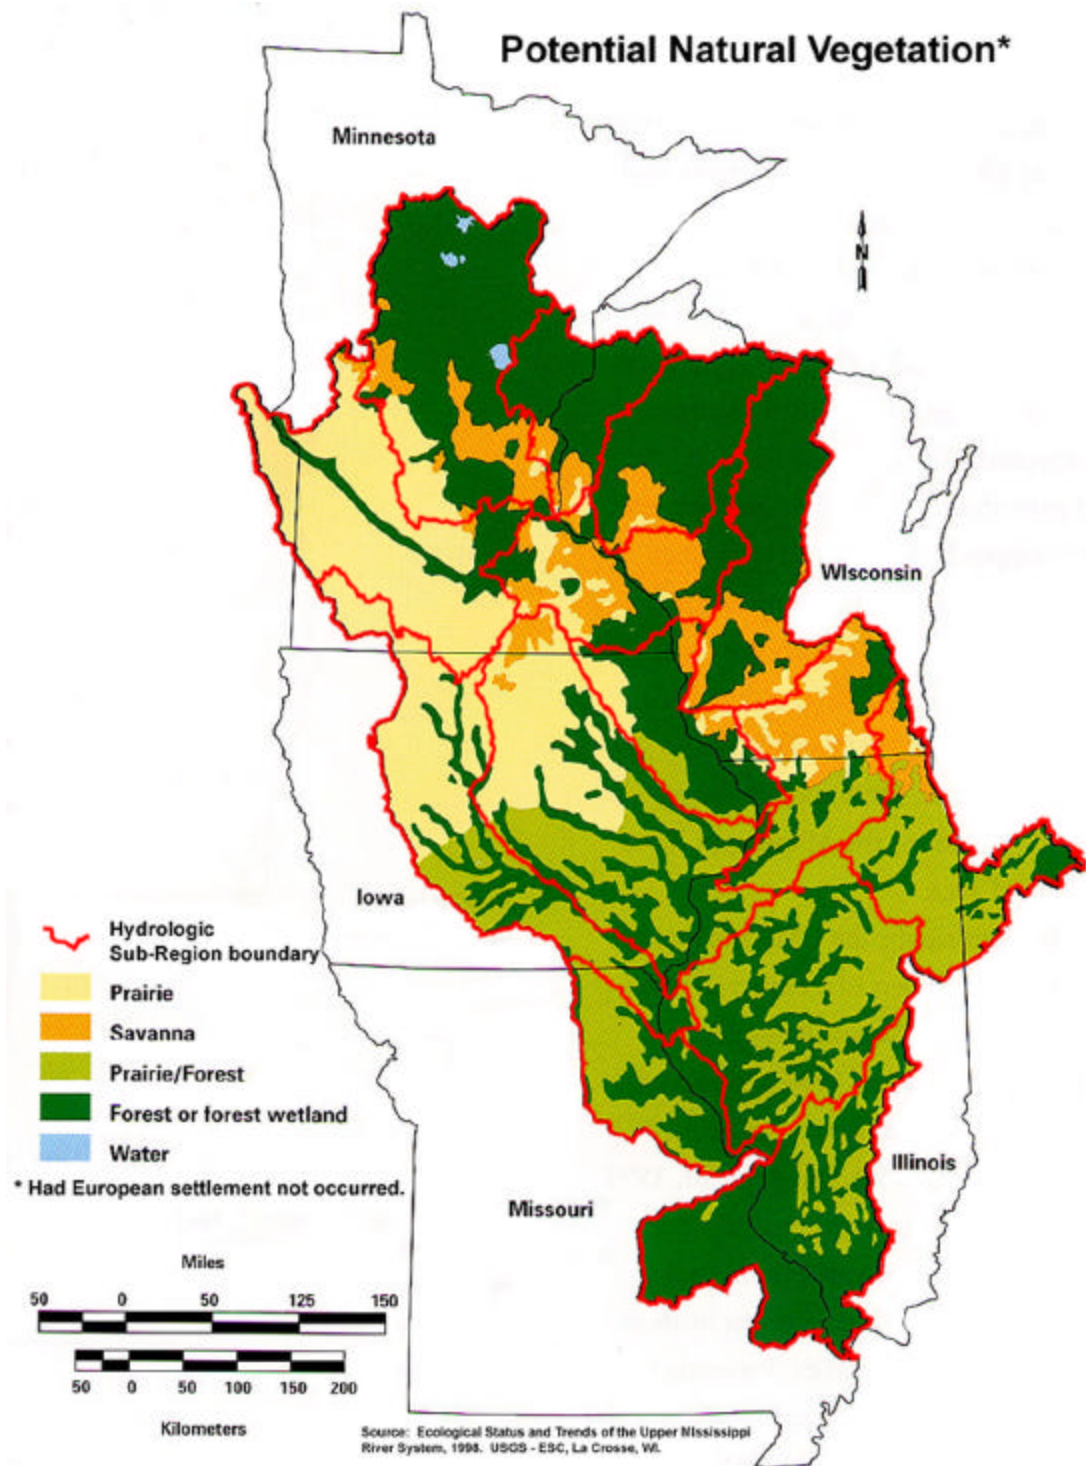 Potential Natural Vegetation*
Minnesota
N
WIsconsin
Iowa
Hydrologic
Sub-Region boundary
Prairie
Savanna
Prairie/Forest
Forest or forest wetland
Water
* Had European settlement not occurred.
Illinois
Missouri
Miles
50 0 50 125 150
50 0 50 100 150 200
Kilometers
Source: Ecological Status and Trends of the Upper MIssissippi
River System, 1998. USGS - ESC, La Crosse, WI.